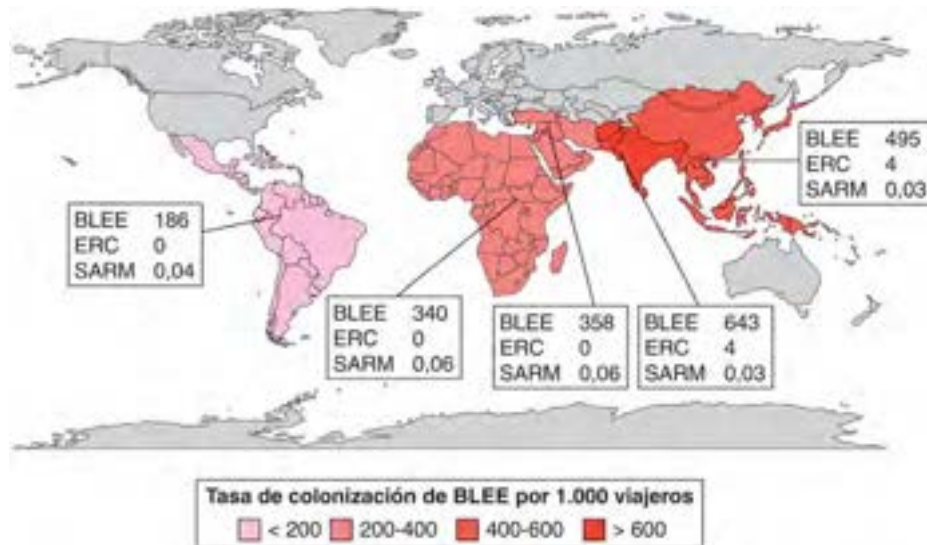 BLEE 495
ERC 4
SARM 0,03
BLEE 186
ERC 0
SARM 0,04
BLEE 340
ERC 0
SARM 0,06
BLEE 358
ERC 0
SARM 0,06
BLEE 643
ERC 4
SARM 0,03
Tasa de colonización de BLEE por 1.000 viajeros
< 200 200-400 400-600 > 600